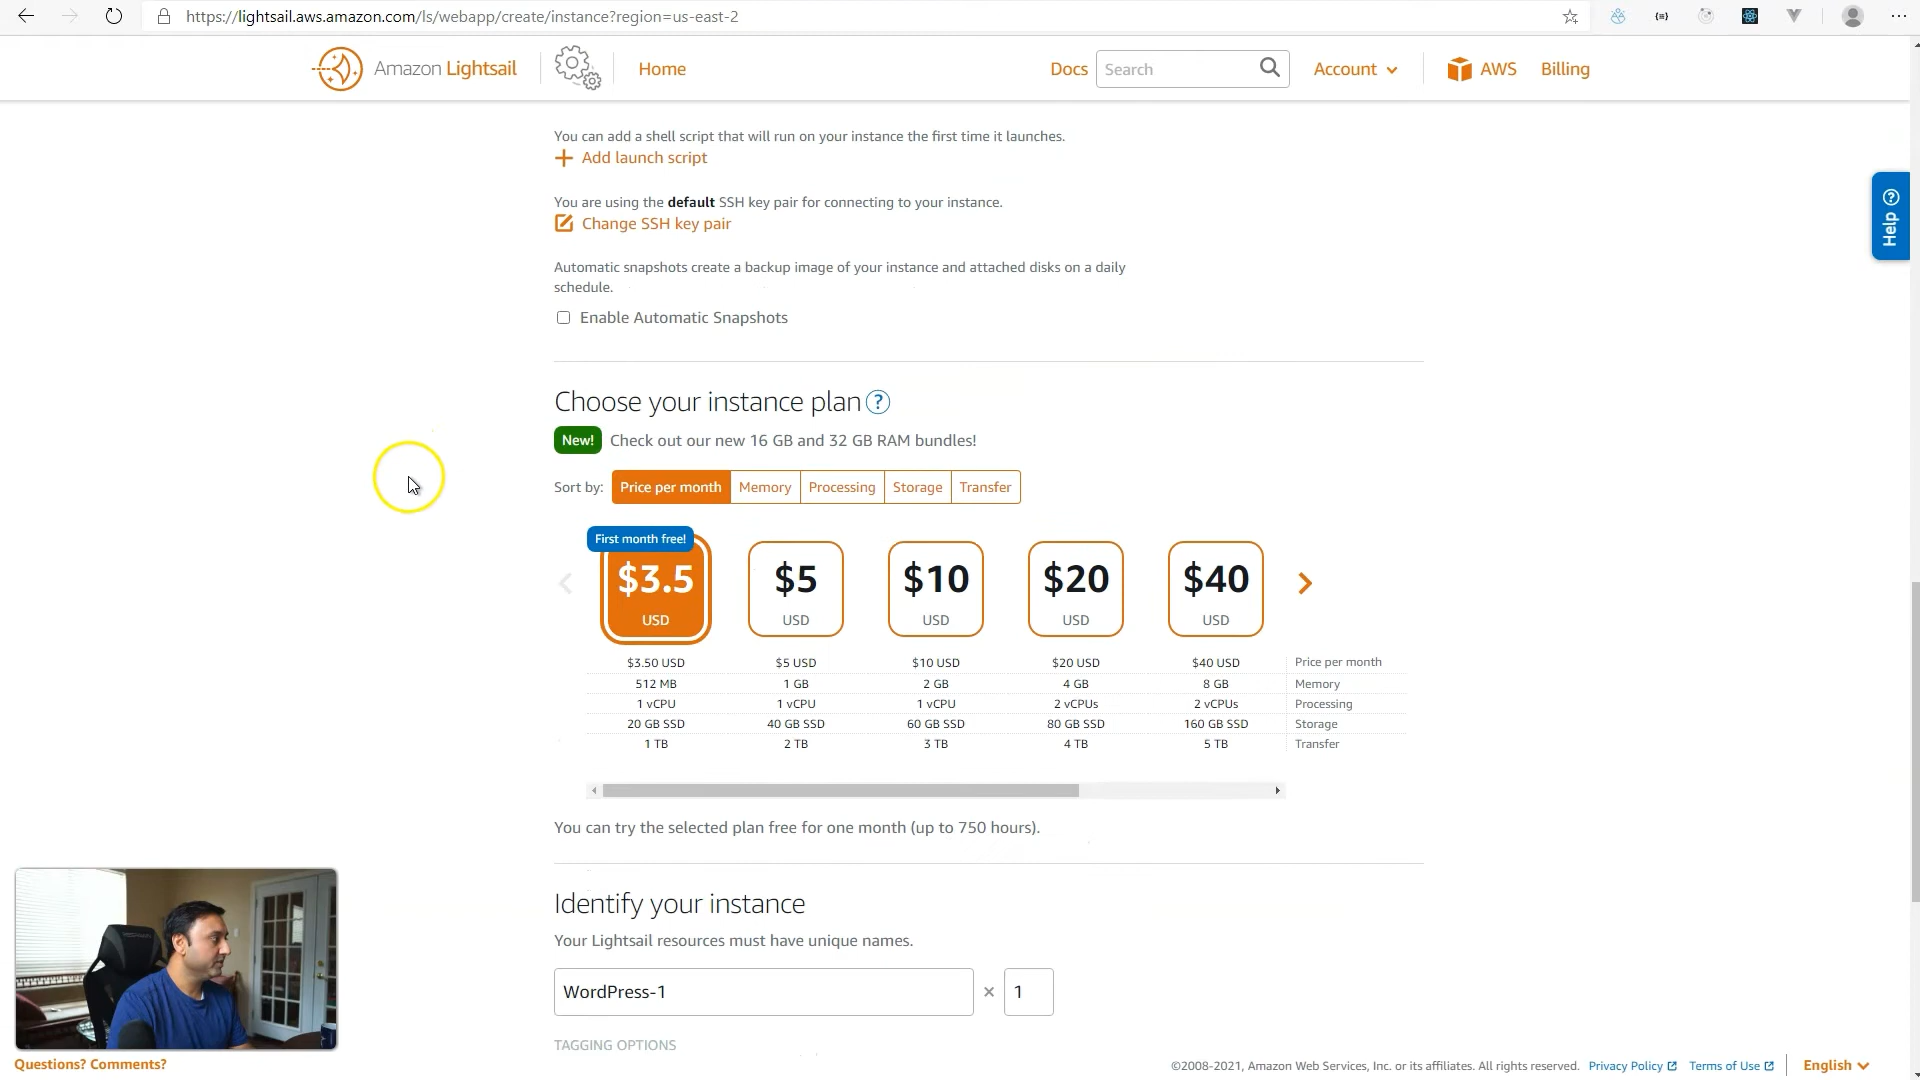 https://lightsail.aws.amazon.com/ls/webapp/create/instance?region=us-east-2
Amazon Lightsail
Home
Docs
Search
Account
AWS
Billing
You can add a shell script that will run on your instance the first time it launches.
Add launch script
You are using the default SSH key pair for connecting to your instance.
Change SSH key pair
Automatic snapshots create a backup image of your instance and attached disks on a daily
schedule.
Enable Automatic Snapshots
Help ?
Choose your instance plan ?
New! Check out our new 16 GB and 32 GB RAM bundles!
Sort by: Price per month Memory Processing Storage Transfer
First month free!
$3.5 $5 $10 $20 $40
USD USD USD USD USD
$3.50 USD $5 USD $10 USD $20 USD $40 USD Price per month
512 MB 1 GB 2 GB 4 GB 8 GB Memory
1 vCPU 1 vCPU 1 vCPU 2 vCPUs 2 vCPUs Processing
20 GB SSD 40 GB SSD 60 GB SSD 80 GB SSD 160 GB SSD Storage
1 TB 2 TB 3 TB 4 TB 5 TB Transfer
You can try the selected plan free for one month (up to 750 hours).
Identify your instance
Your Lightsail resources must have unique names.
WordPress-1 × 1
TAGGING OPTIONS
Questions? Comments?
©2008-2021, Amazon Web Services, Inc. or its affiliates. All rights reserved. Privacy Policy Terms of Use English